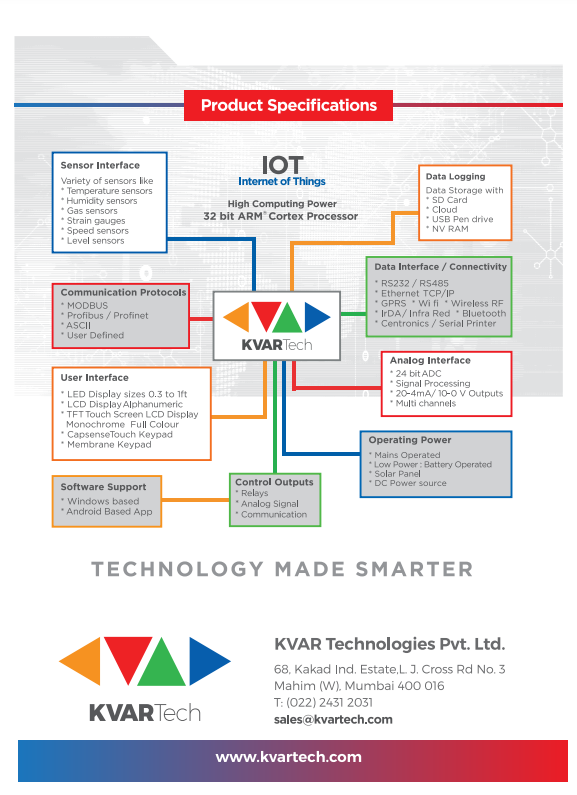 Product Specifications
IOT
Internet of Things
High Computing Power
32 bit ARM® Cortex Processor
Sensor Interface
Variety of sensors like
* Temperature sensors
* Humidity sensors
* Gas sensors
* Strain gauges
* Speed sensors
* Level sensors
Data Logging
Data Storage with
* SD Card
* Cloud
* USB Pen drive
* NV RAM
Communication Protocols
* MODBUS
* Profibus / Profinet
* ASCII
* User Defined
KVARTech
Data Interface / Connectivity
* RS232 / RS485
* Ethernet TCP/IP
* GPRS * Wi fi * Wireless RF
* IrDA/ Infra Red * Bluetooth
* Centronics / Serial Printer
User Interface
* LED Display sizes 0.3 to 1ft
* LCD Display Alphanumeric
* TFT Touch Screen LCD Display
Monochrome Full Colour
* CapsenseTouch Keypad
* Membrane Keypad
Analog Interface
* 24 bit ADC
* Signal Processing
* 20-4mA/ 10-0 V Outputs
* Multi channels
Operating Power
* Mains Operated
* Low Power : Battery Operated
* Solar Panel
* DC Power source
Software Support
* Windows based
* Android Based App
Control Outputs
* Relays
* Analog Signal
* Communication
TECHNOLOGY MADE SMARTER
KVARTech
KVAR Technologies Pvt. Ltd.
68, Kakad Ind. Estate,L. J. Cross Rd No. 3
Mahim (W), Mumbai 400 016
T: (022) 2431 2031
sales@kvartech.com
www.kvartech.com